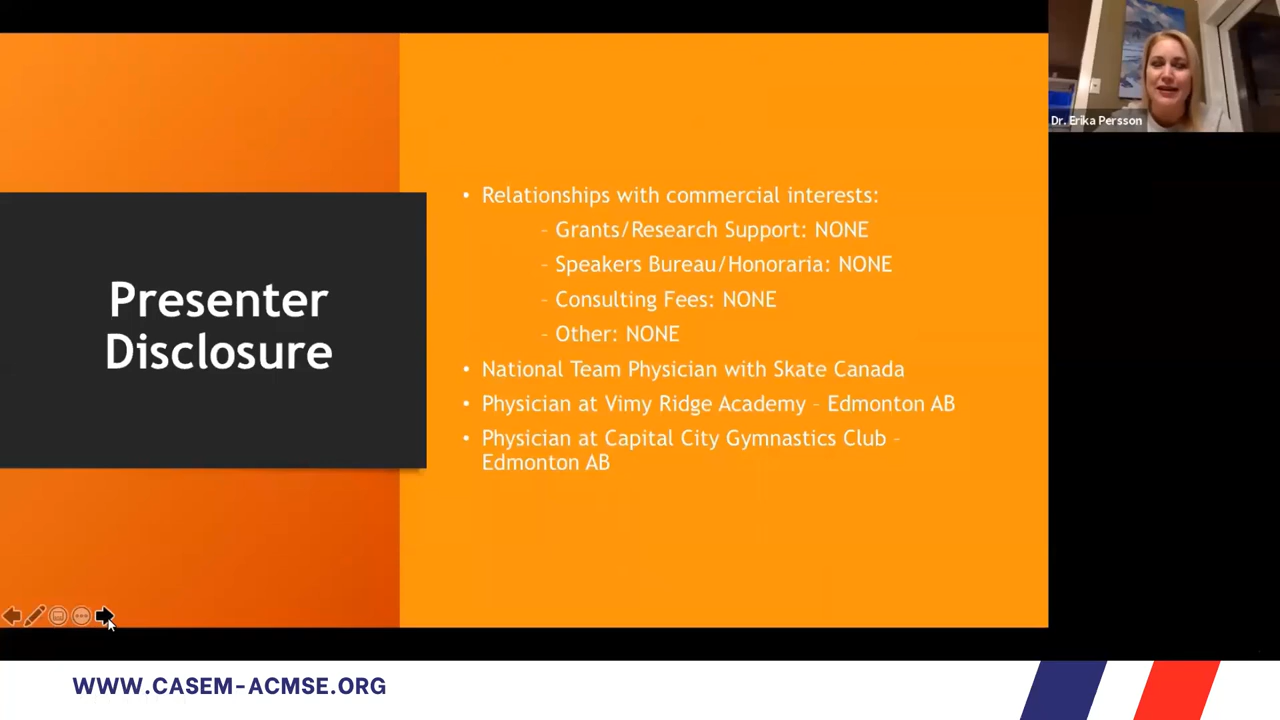 Dr. Erika Persson
Presenter
Disclosure
• Relationships with commercial interests:
– Grants/Research Support: NONE
– Speakers Bureau/Honoraria: NONE
– Consulting Fees: NONE
– Other: NONE
• National Team Physician with Skate Canada
• Physician at Vimy Ridge Academy – Edmonton AB
• Physician at Capital City Gymnastics Club –
Edmonton AB
WWW.CASEM-ACMSE.ORG